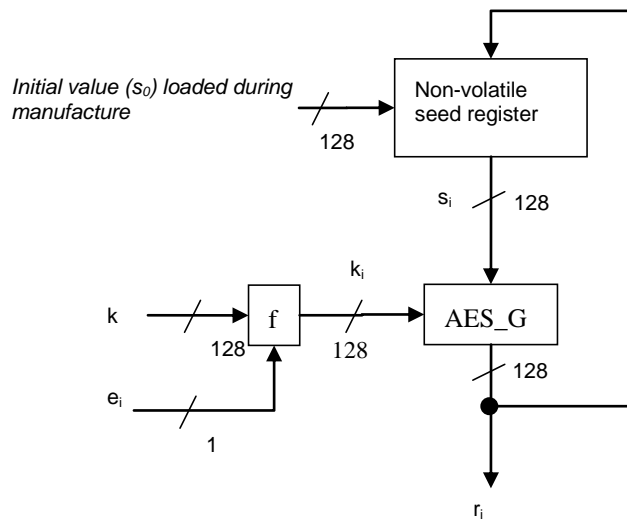 Initial value (s0) loaded during
manufacture
128
Non-volatile
seed register
si
128
k
128
f
ki
128
AES_G
128
ei
1
ri